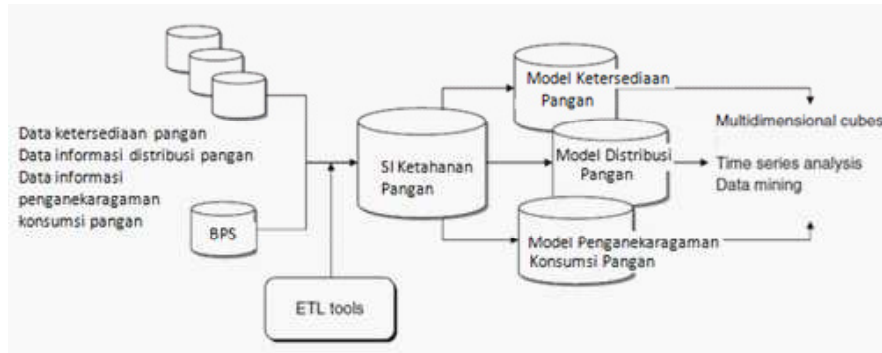 Data ketersediaan pangan
Data informasi distribusi pangan
Data informasi
penganekaragaman
konsumsi pangan
BPS
ETL tools
SI Ketahanan
Pangan
Model Ketersediaan
Pangan
Model Distribusi
Pangan
Model Penganekaragaman
Konsumsi Pangan
Multidimensional cubes
Time series analysis
Data mining